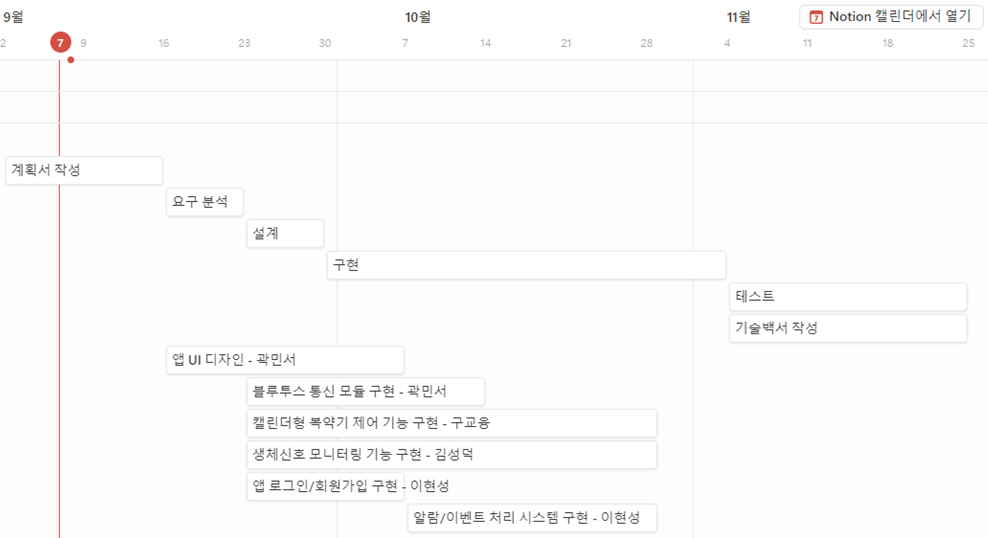 9월 10월 11월 7 Notion 캘린더에서 열기
2 7 9 16 23 30 7 14 21 28 4 11 18 25
계획서 작성
요구 분석
설계
구현
테스트
기술백서 작성
앱 UI 디자인 - 곽민서
블루투스 통신 모듈 구현 - 곽민서
캘린더형 복약기 제어 기능 구현 - 구교융
생체신호 모니터링 기능 구현 - 김성덕
앱 로그인/회원가입 구현 - 이현성
알람/이벤트 처리 시스템 구현 - 이현성